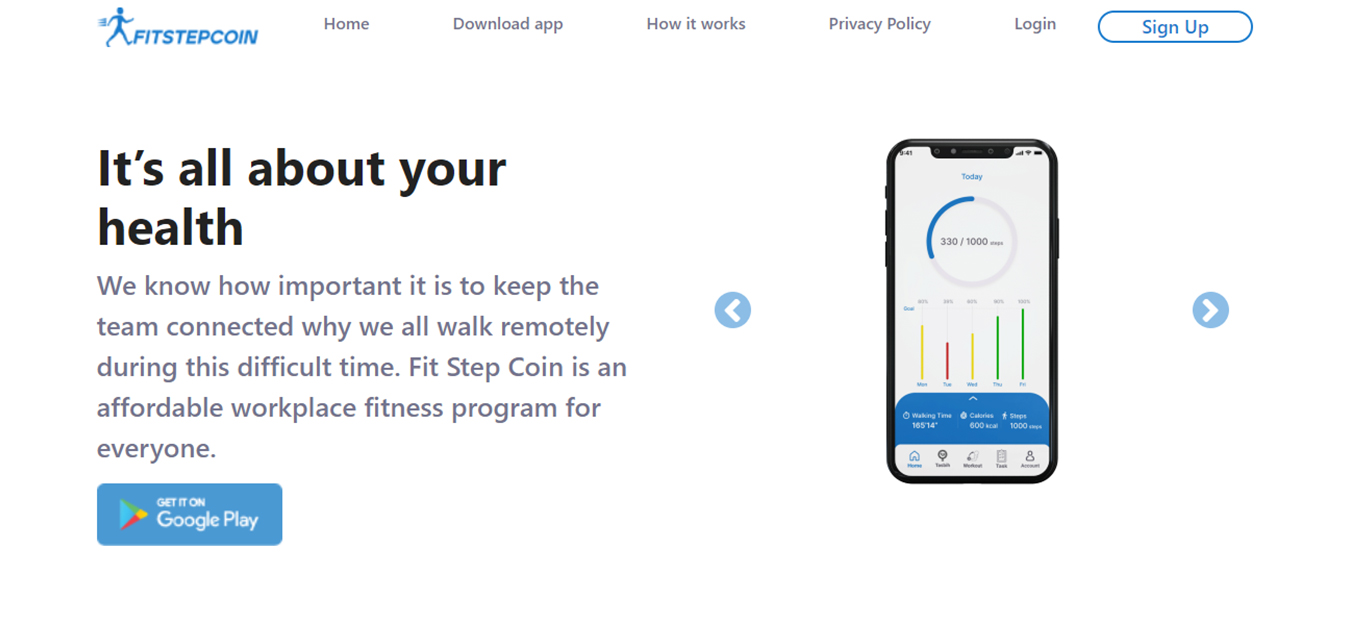 FITSTEPCOIN
Home
Download app
How it works
Privacy Policy
Login
Sign Up
It's all about your
health
We know how important it is to keep the
team connected why we all walk remotely
during this difficult time. Fit Step Coin is an
affordable workplace fitness program for
everyone.
GET IT ON
Google Play
9:41
Today
330 / 1000 steps
Goal
60% 35% 60% 90% 100%
Mon Tue Wed Thu Fri
Walking Time Calories Steps
165'14" 600 kcal 1000 steps
Home Task Account